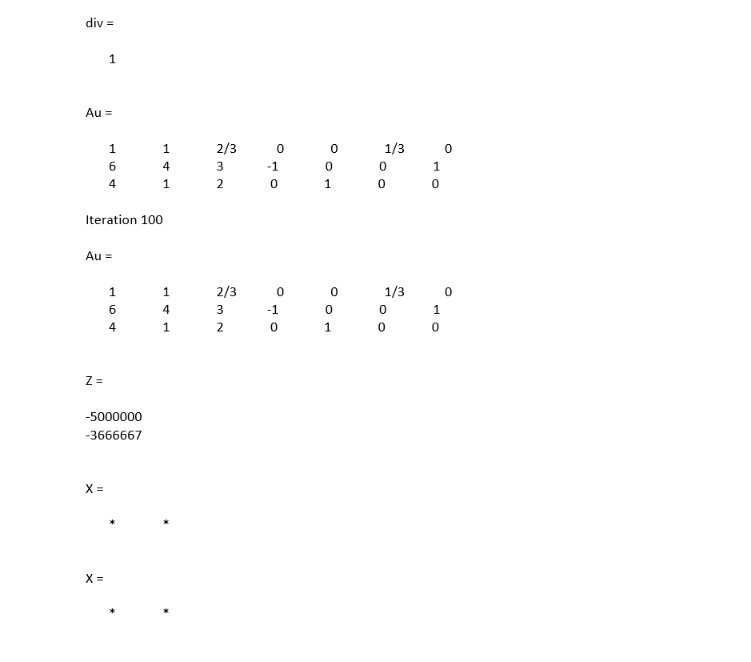 div =
1
Au =
1 1 2/3 0 0 1/3 0
6 4 3 -1 0 0 1
4 1 2 0 1 0 0
Iteration 100
Au =
1 1 2/3 0 0 1/3 0
6 4 3 -1 0 0 1
4 1 2 0 1 0 0
Z =
-5000000
-3666667
X =
* *
X =
* *